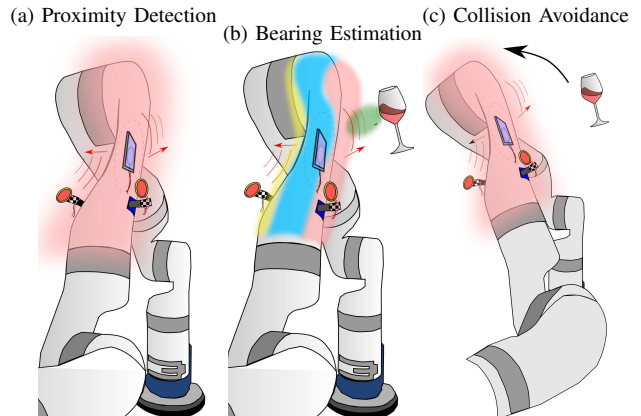 (a) Proximity Detection
(b) Bearing Estimation
(c) Collision Avoidance